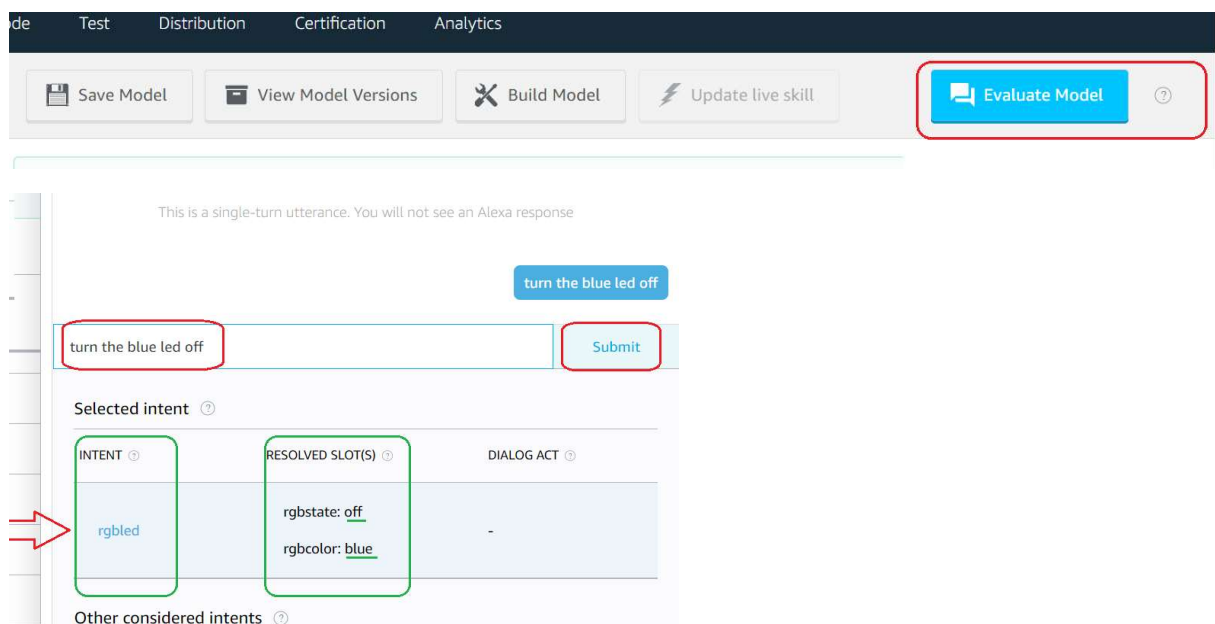 ode Test Distribution Certification Analytics
Save Model View Model Versions Build Model Update live skill Evaluate Model ?
This is a single-turn utterance. You will not see an Alexa response
turn the blue led off
turn the blue led off Submit
Selected intent ?
INTENT ? RESOLVED SLOT(S) ? DIALOG ACT ?
rgbstate: off
rgbled -
rgbcolor: blue
Other considered intents ?